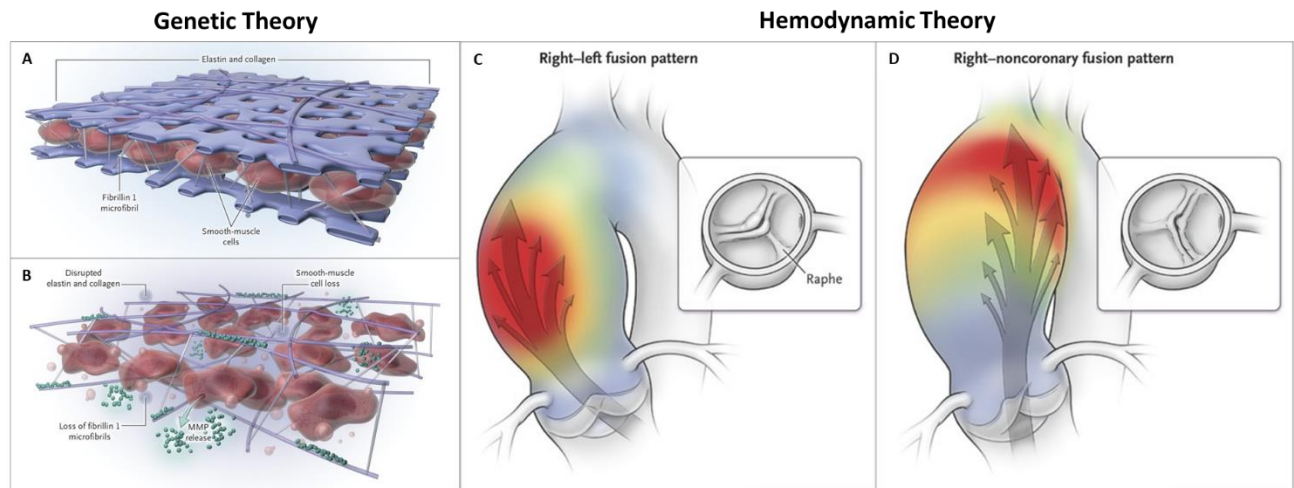 Genetic Theory
Hemodynamic Theory
A
Elastin and collagen
Fibrillin 1
microfibril
Smooth-muscle
cells
B
Disrupted
elastin and collagen
Smooth-muscle
cell loss
Loss of fibrillin 1
microfibrils
MMP
release
C
Right–left fusion pattern
Raphe
D
Right–noncoronary fusion pattern